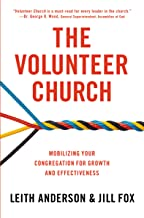 "Volunteer Church" is a must-read for every leader in the church."
—Dr. George O. Wood, General Superintendent, Assemblies of God
THE
VOLUNTEER
CHURCH
MOBILIZING YOUR
CONGREGATION FOR GROWTH
AND EFFECTIVENESS
LEITH ANDERSON & JILL FOX